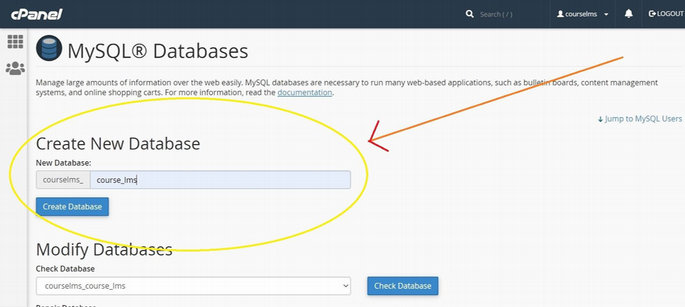 cPanel
Search ( / )
courselms
LOGOUT
MySQL® Databases
Manage large amounts of information over the web easily. MySQL databases are necessary to run many web-based applications, such as bulletin boards, content management
systems, and online shopping carts. For more information, read the documentation.
Jump to MySQL Users
Create New Database
New Database:
courselms_ course_lms
Create Database
Modify Databases
Check Database
courselms_course_lms
Check Database